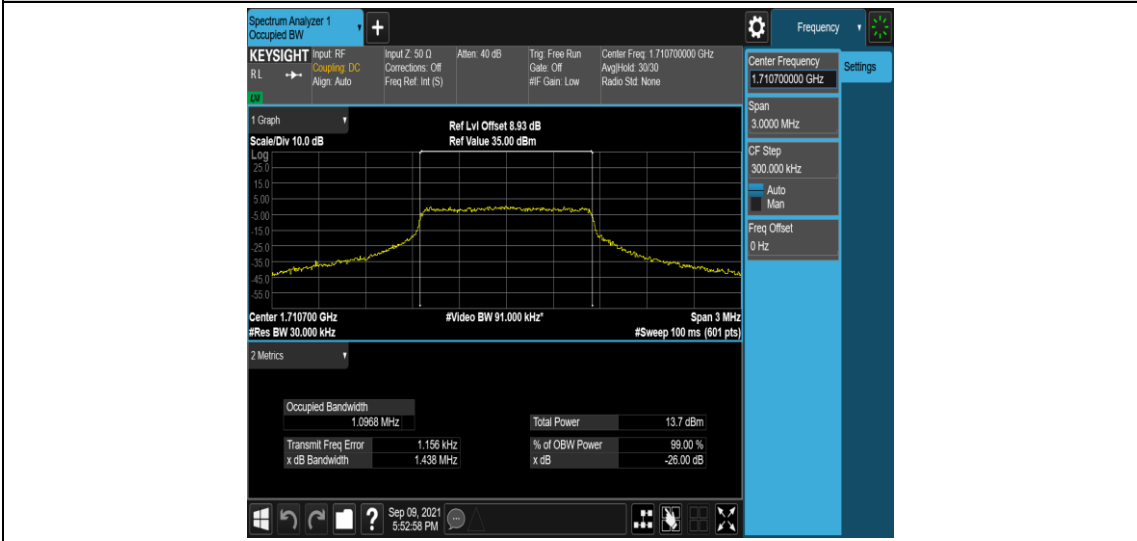 Spectrum Analyzer 1
Occupied BW
+
Frequency
KEYSIGHT
RL
Input: RF
Coupling: DC
Align: Auto
Input Z: 50 Ω
Corrections: Off
Freq Ref: Int (S)
Atten: 40 dB
Trig: Free Run
Gate: Off
#IF Gain: Low
Center Freq: 1.710700000 GHz
Avg|Hold: 30/30
Radio Std: None
Center Frequency
1.710700000 GHz
Settings
Span
3.0000 MHz
CF Step
300.000 kHz
Auto
Man
Freq Offset
0 Hz
1 Graph
Scale/Div 10.0 dB
Ref Lvl Offset 8.93 dB
Ref Value 35.00 dBm
Log
25.0
15.0
5.00
-5.00
-15.0
-25.0
-35.0
-45.0
-55.0
Center 1.710700 GHz
#Video BW 91.000 kHz*
Span 3 MHz
#Res BW 30.000 kHz
#Sweep 100 ms (601 pts)
2 Metrics
Occupied Bandwidth
1.0968 MHz
Total Power 13.7 dBm
Transmit Freq Error 1.156 kHz
% of OBW Power 99.00 %
x dB Bandwidth 1.438 MHz
x dB -26.00 dB
?
Sep 09, 2021
5:52:58 PM